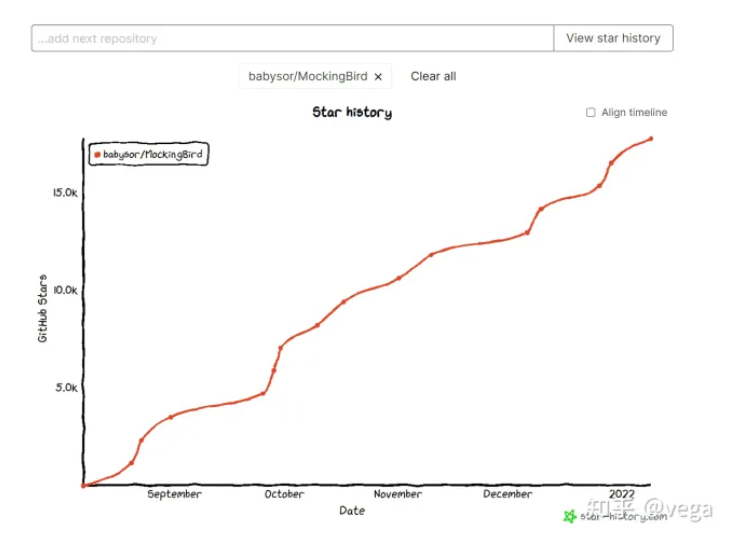 ...add next repository
View star history
babysor/MockingBird ×
Clear all
Star history
Align timeline
babysor/MockingBird
15.0k
10.0k
5.0k
GitHub Stars
September
October
November
December
2022
Date
star-history.com
知乎 @vega